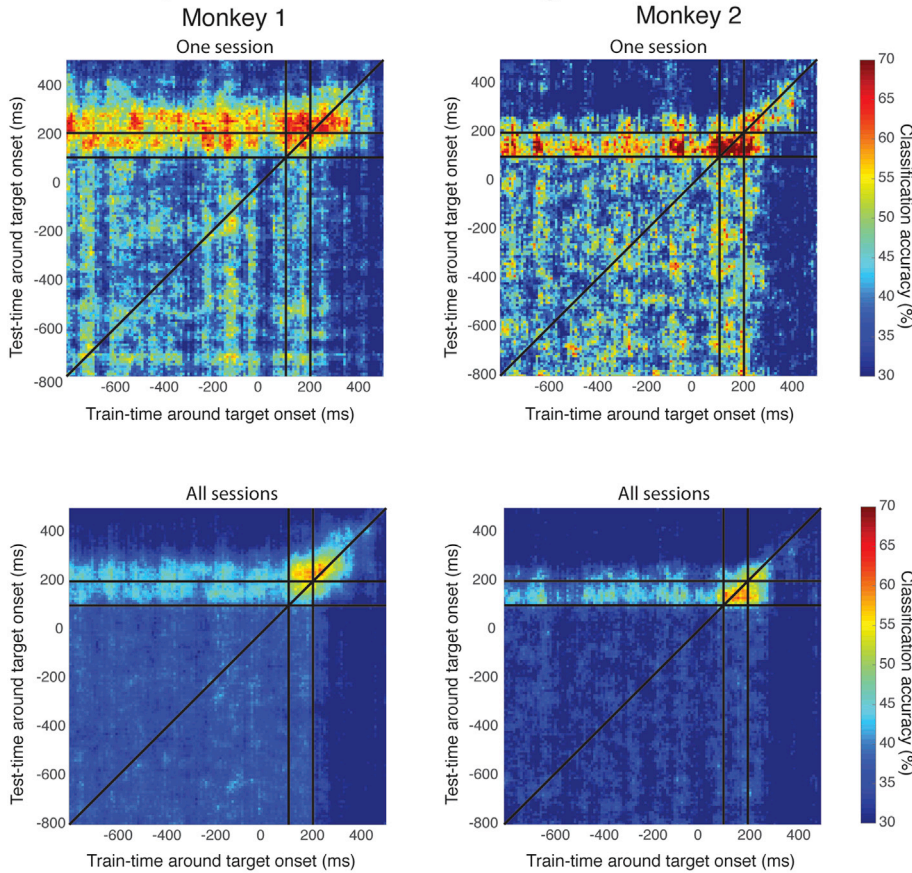 Monkey 1
Monkey 2
One session
One session
400
200
0
-200
-400
-600
-800
-600 -400 -200 0 200 400
Test-time around target onset (ms)
Train-time around target onset (ms)
400
200
0
-200
-400
-600
-800
-600 -400 -200 0 200 400
Test-time around target onset (ms)
Train-time around target onset (ms)
70
65
60
55
50
45
40
35
30
Classification accuracy (%)
All sessions
All sessions
400
200
0
-200
-400
-600
-800
-600 -400 -200 0 200 400
Test-time around target onset (ms)
Train-time around target onset (ms)
400
200
0
-200
-400
-600
-800
-600 -400 -200 0 200 400
Test-time around target onset (ms)
Train-time around target onset (ms)
70
65
60
55
50
45
40
35
30
Classification accuracy (%)